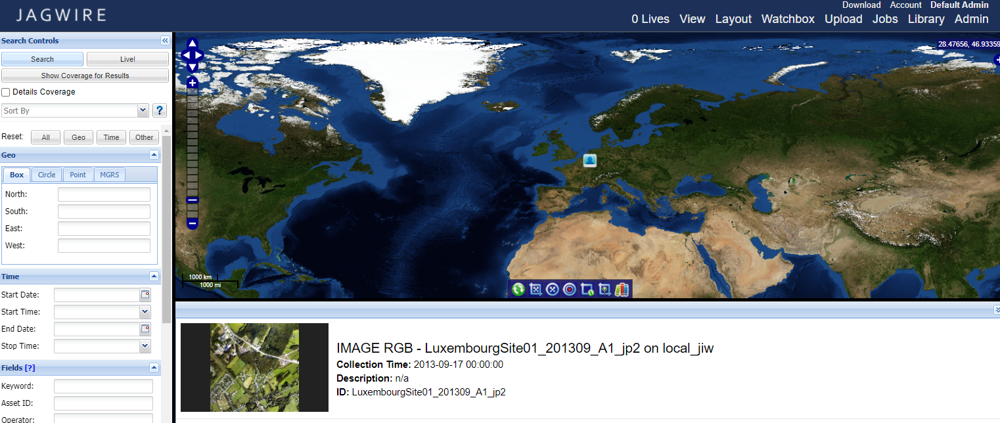 JAGWIRE
Download Account Default Admin
0 Lives View Layout Watchbox Upload Jobs Library Admin
Search Controls
Search Live!
Show Coverage for Results
Details Coverage
Sort By ?
Reset: All Geo Time Other
Geo
Box Circle Point MGRS
North:
South:
East:
West:
Time
Start Date:
Start Time:
End Date:
Stop Time:
Fields [?]
Keyword:
Asset ID:
Operator:
28.47656, 46.93359
1000 km
1000 mi
IMAGE RGB - LuxembourgSite01_201309_A1_jp2 on local_jiw
Collection Time: 2013-09-17 00:00:00
Description: n/a
ID: LuxembourgSite01_201309_A1_jp2